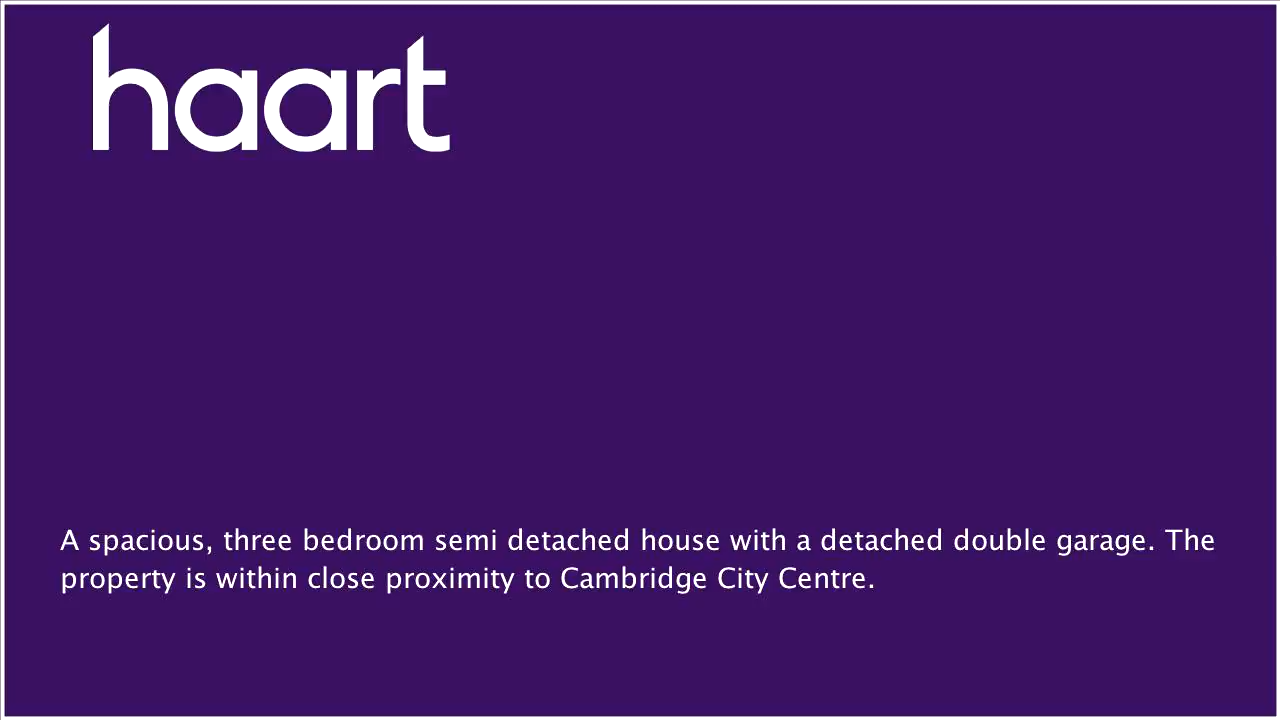 haart
A spacious, three bedroom semi detached house with a detached double garage. The
property is within close proximity to Cambridge City Centre.